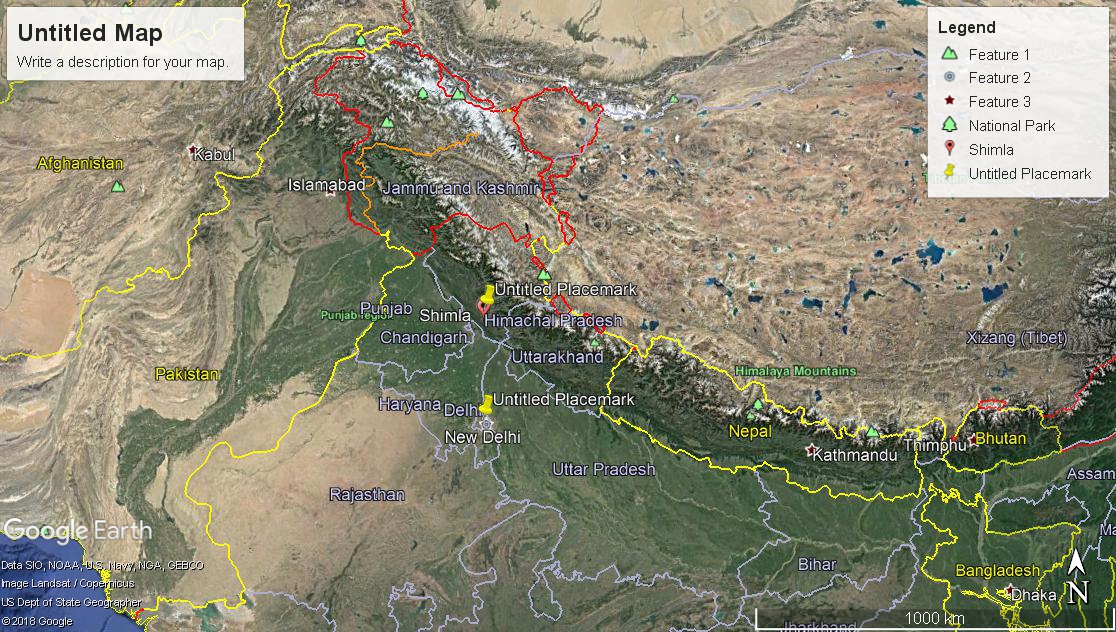 Untitled Map
Write a description for your map.
Legend
Feature 1
Feature 2
Feature 3
National Park
Shimla
Untitled Placemark
Kabul
Afghanistan
Islamabad
Jammu and Kashmir
Untitled Placemark
Punjab
Punjab region
Shimla
Himachal Pradesh
Chandigarh
Xizang (Tibet)
Uttarakhand
Pakistan
Himalaya Mountains
Haryana
Delhi
Untitled Placemark
Nepal
New Delhi
Kathmandu
Thimphu
Bhutan
Uttar Pradesh
Assam
Rajasthan
Google Earth
Bihar
Bangladesh
Data SIO, NOAA, U.S. Navy, NGA, GEBCO
Image Landsat / Copernicus
US Dept of State Geographer
© 2018 Google
Dhaka
N
1000 km
Jharkhand